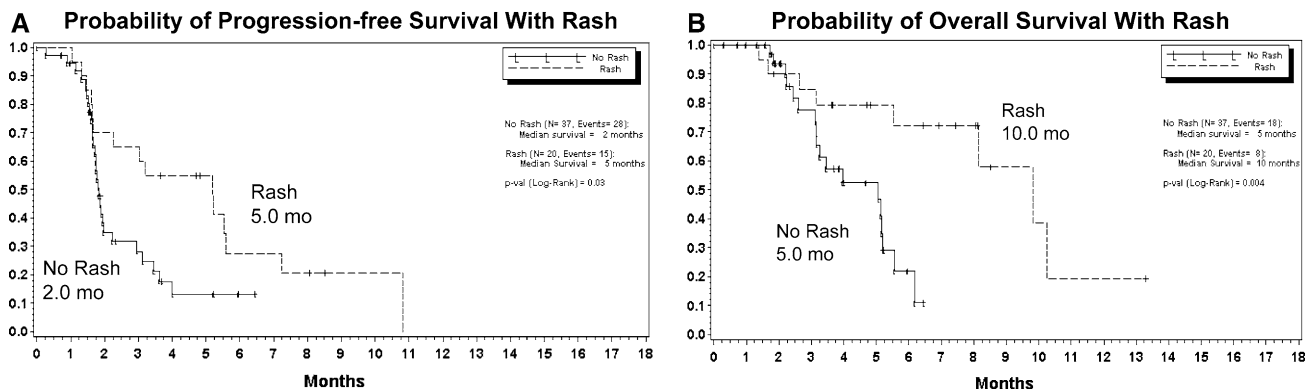 A Probability of Progression-free Survival With Rash
1.0
0.9
0.8
0.7
0.6
0.5
0.4
0.3
0.2
0.1
0.0
No Rash
Rash
No Rash (N= 37, Events= 28):
Median survival = 2 months
Rash (N= 20, Events= 15):
Median Survival = 5 months
p-val (Log-Rank) = 0.03
Rash
5.0 mo
No Rash
2.0 mo
0 1 2 3 4 5 6 7 8 9 10 11 12 13 14 15 16 17 18
Months
B Probability of Overall Survival With Rash
1.0
0.9
0.8
0.7
0.6
0.5
0.4
0.3
0.2
0.1
0.0
No Rash
Rash
No Rash (N= 37, Events= 18):
Median survival = 5 months
Rash (N= 20, Events= 8):
Median Survival = 10 months
p-val (Log-Rank) = 0.004
Rash
10.0 mo
No Rash
5.0 mo
0 1 2 3 4 5 6 7 8 9 10 11 12 13 14 15 16 17 18
Months